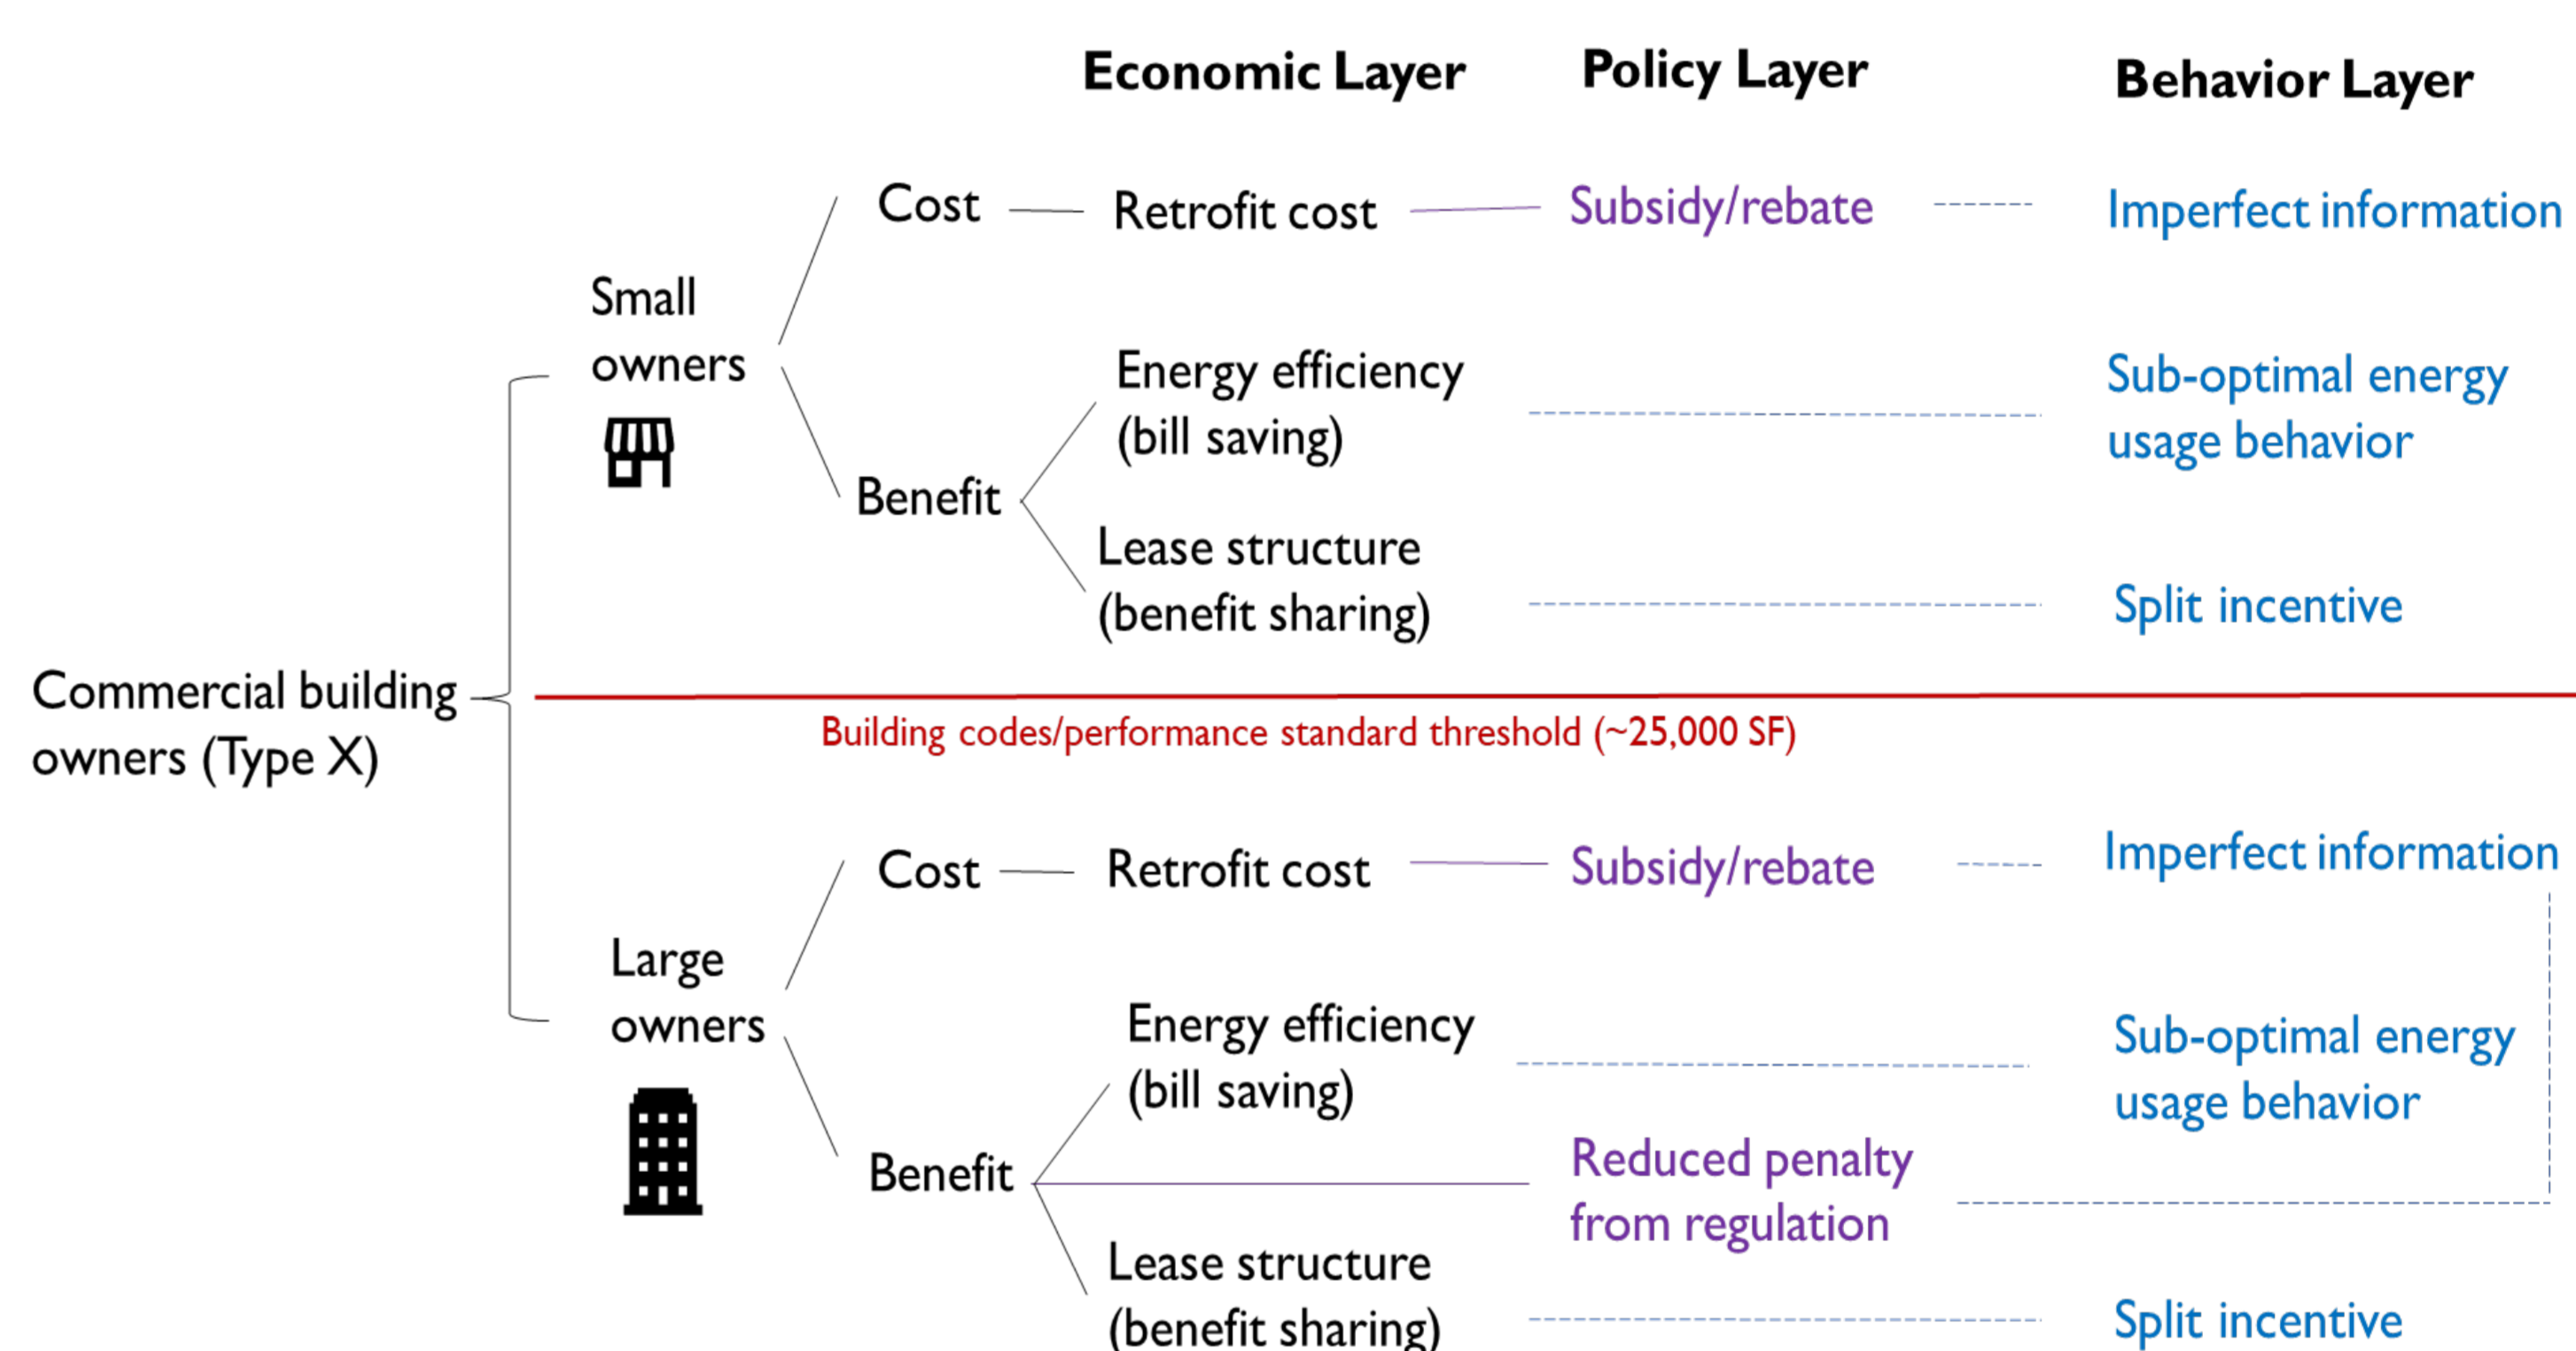 Economic Layer
Policy Layer
Behavior Layer
Cost
Retrofit cost
Subsidy/rebate
Imperfect information
Small
owners
Energy efficiency
(bill saving)
Sub-optimal energy
usage behavior
Benefit
Lease structure
(benefit sharing)
Split incentive
Commercial building
owners (Type X)
Building codes/performance standard threshold (~25,000 SF)
Cost
Retrofit cost
Subsidy/rebate
Imperfect information
Large
owners
Energy efficiency
(bill saving)
Sub-optimal energy
usage behavior
Benefit
Reduced penalty
from regulation
Lease structure
(benefit sharing)
Split incentive